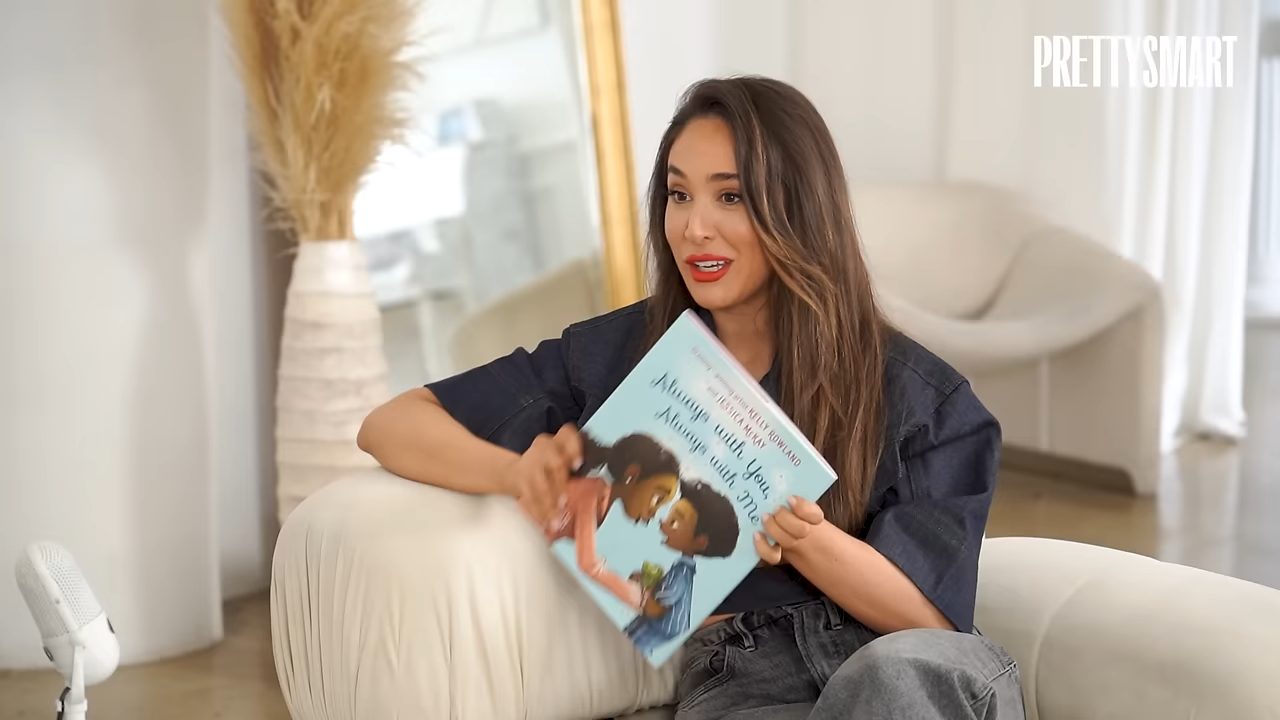 PRETTYSMART
KELLY ROWLAND
JESSICA McKAY
Always with You,
Always with Me